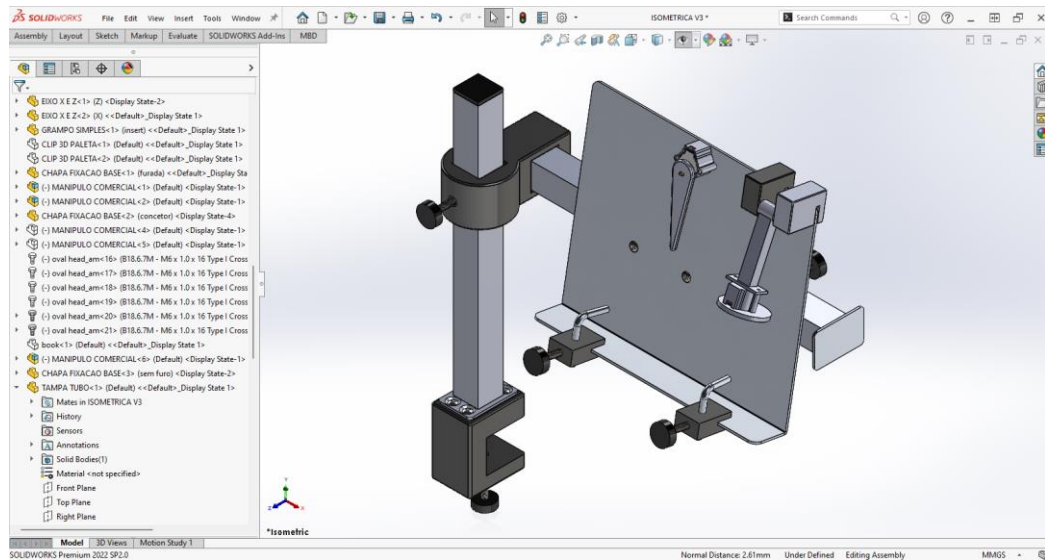 SOLIDWORKS File Edit View Insert Tools Window ISOMETRICA V3 * Search Commands
Assembly Layout Sketch Markup Evaluate SOLIDWORKS Add-Ins MBD
EIXO X E Z<1> (Z) <Display State-2>
EIXO X E Z<2> (X) <<Default>_Display State 1>
GRAMPO SIMPLES<1> (insert) <<Default>_Display State 1>
CLIP 3D PALETA<1> (Default) <<Default>_Display State 1>
CLIP 3D PALETA<2> (Default) <<Default>_Display State 1>
CHAPA FIXACAO BASE<1> (furada) <<Default>_Display Sta
(-) MANIPULO COMERCIAL<1> (Default) <Display State-1>
(-) MANIPULO COMERCIAL<2> (Default) <Display State-1>
CHAPA FIXACAO BASE<2> (concetor) <Display State-4>
(-) MANIPULO COMERCIAL<4> (Default) <Display State-1>
(-) MANIPULO COMERCIAL<5> (Default) <Display State-1>
(-) oval head_am<16> (B18.6.7M - M6 x 1.0 x 16 Type I Cross
(-) oval head_am<17> (B18.6.7M - M6 x 1.0 x 16 Type I Cross
(-) oval head_am<18> (B18.6.7M - M6 x 1.0 x 16 Type I Cross
(-) oval head_am<19> (B18.6.7M - M6 x 1.0 x 16 Type I Cross
(-) oval head_am<20> (B18.6.7M - M6 x 1.0 x 16 Type I Cross
(-) oval head_am<21> (B18.6.7M - M6 x 1.0 x 16 Type I Cross
book<1> (Default) <<Default>_Display State 1>
(-) MANIPULO COMERCIAL<6> (Default) <Display State-1>
CHAPA FIXACAO BASE<3> (sem furo) <Display State-2>
TAMPA TUBO<1> (Default) <<Default>_Display State 1>
Mates in ISOMETRICA V3
History
Sensors
Annotations
Solid Bodies(1)
Material <not specified>
Front Plane
Top Plane
Right Plane
Y
Z X
*Isometric
Model 3D Views Motion Study 1
SOLIDWORKS Premium 2022 SP2.0 Normal Distance: 2.61mm Under Defined Editing Assembly MMGS